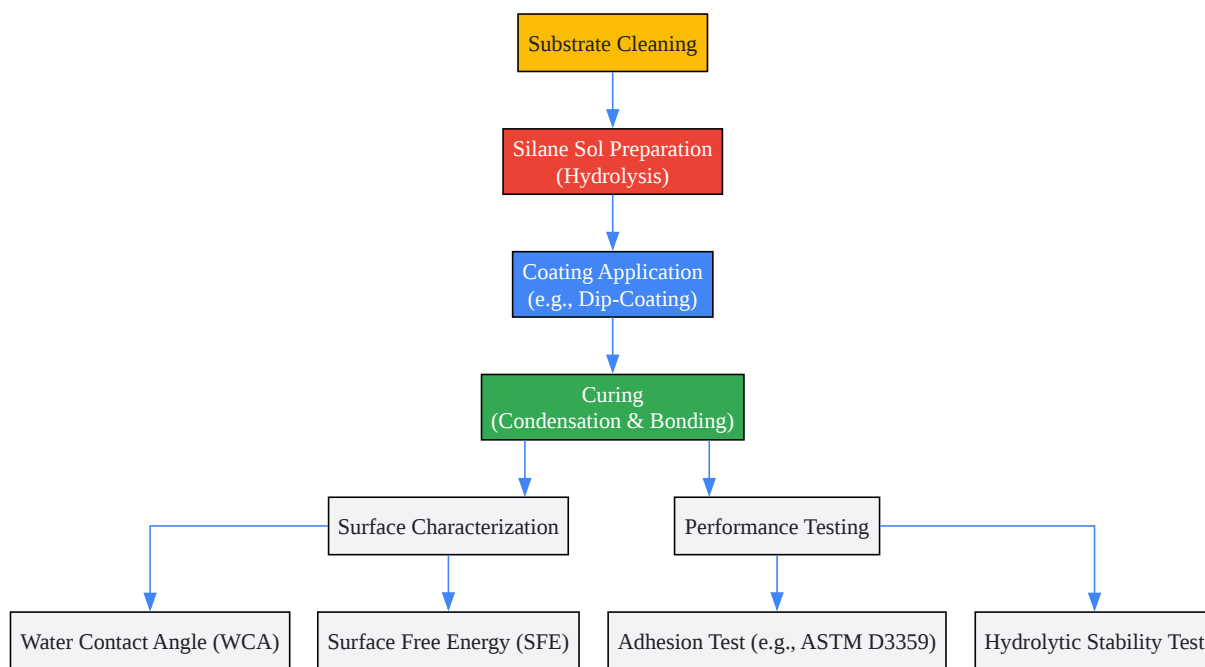 Substrate Cleaning
Silane Sol Preparation
(Hydrolysis)
Coating Application
(e.g., Dip-Coating)
Curing
(Condensation & Bonding)
Surface Characterization
Performance Testing
Water Contact Angle (WCA)
Surface Free Energy (SFE)
Adhesion Test (e.g., ASTM D3359)
Hydrolytic Stability Test